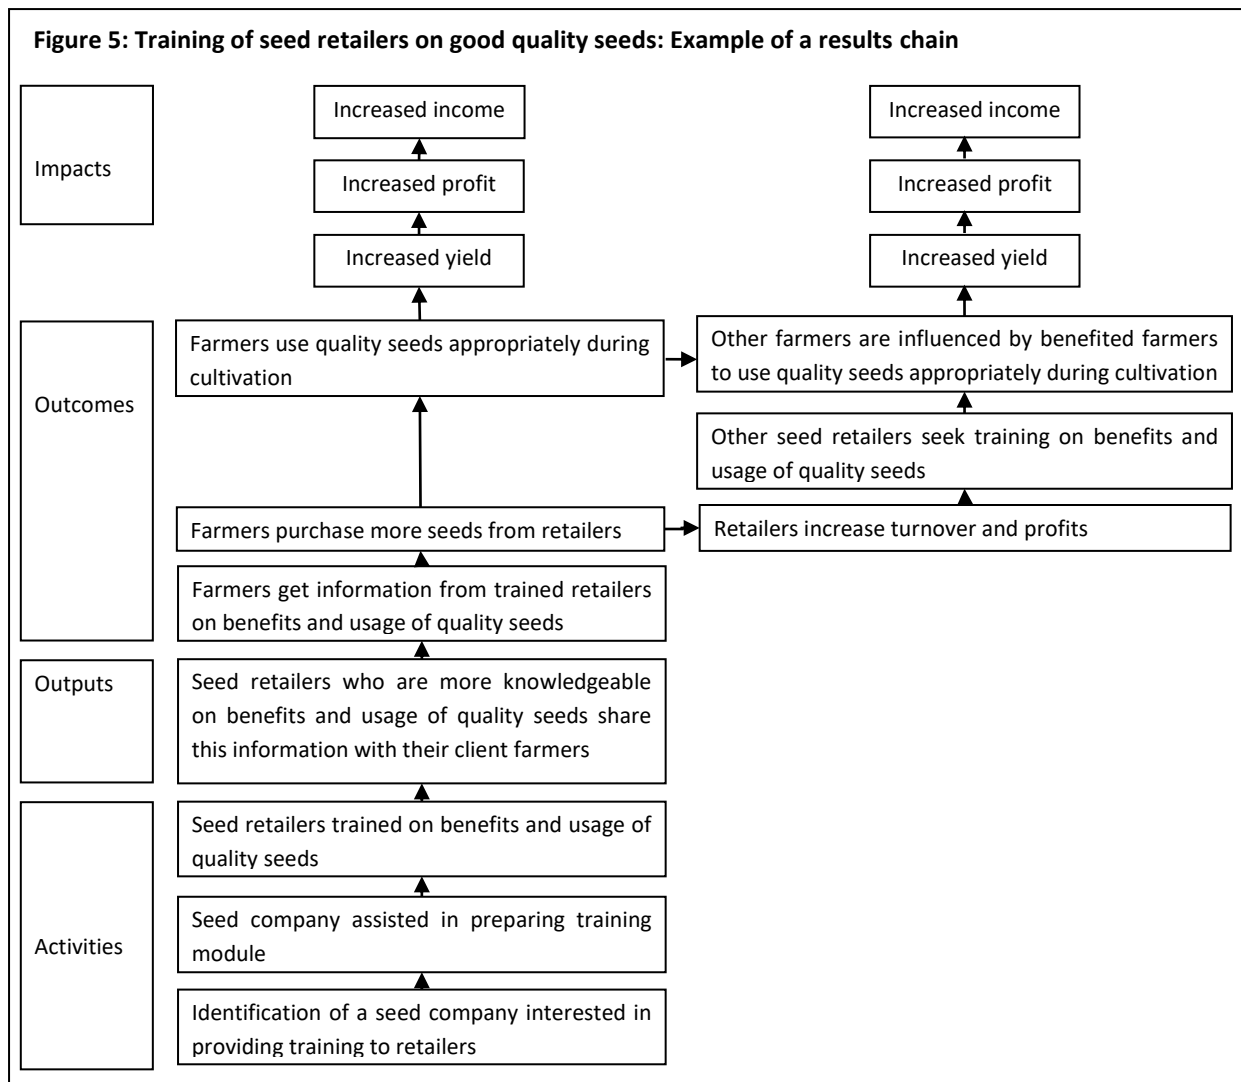 Figure 5: Training of seed retailers on good quality seeds: Example of a results chain
Impacts
Increased income
Increased profit
Increased yield
Increased income
Increased profit
Increased yield
Outcomes
Farmers use quality seeds appropriately during
cultivation
Other farmers are influenced by benefited farmers
to use quality seeds appropriately during cultivation
Other seed retailers seek training on benefits and
usage of quality seeds
Farmers purchase more seeds from retailers
Retailers increase turnover and profits
Farmers get information from trained retailers
on benefits and usage of quality seeds
Outputs
Seed retailers who are more knowledgeable
on benefits and usage of quality seeds share
this information with their client farmers
Activities
Seed retailers trained on benefits and usage of
quality seeds
Seed company assisted in preparing training
module
Identification of a seed company interested in
providing training to retailers